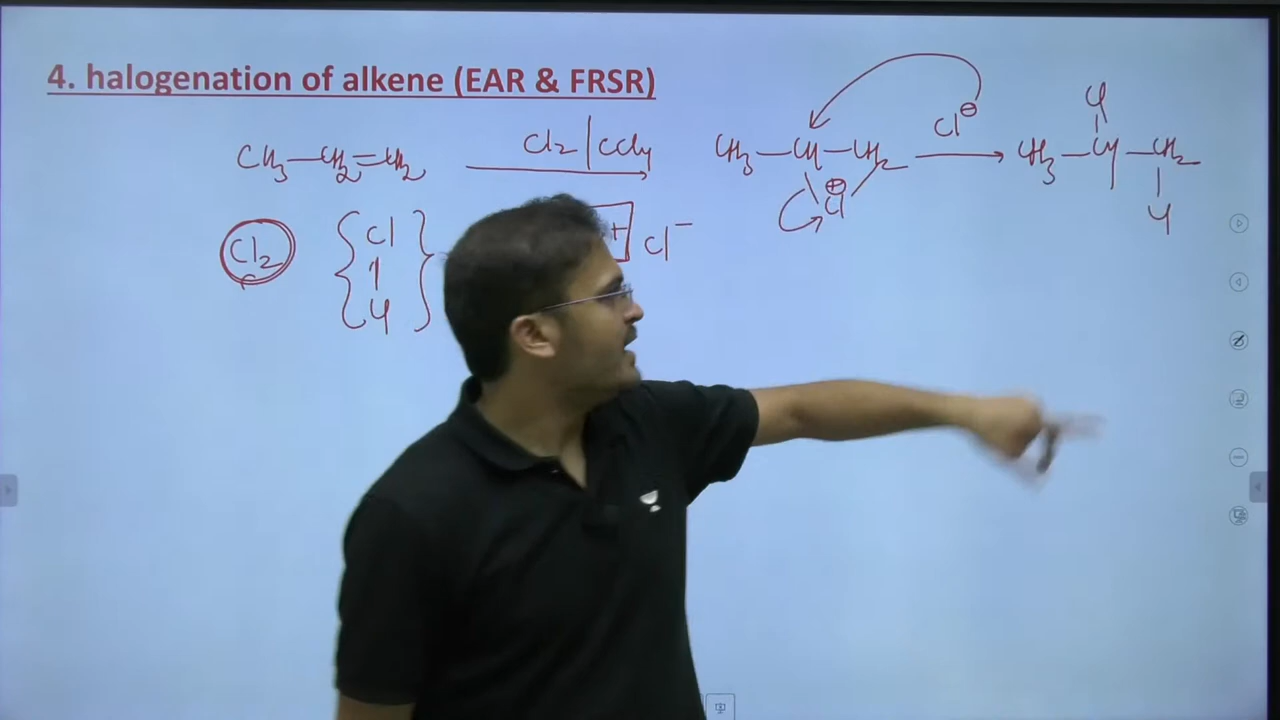 4. halogenation of alkene (EAR & FRSR)
CH₃—CH₂=CH₂ Cl₂/CCl₄ CH₃—CH—CH₂ Cl⊖ CH₃—CH—CH₂
Cl⊕ Cl Cl
Cl₂ Cl Cl + Cl⁻